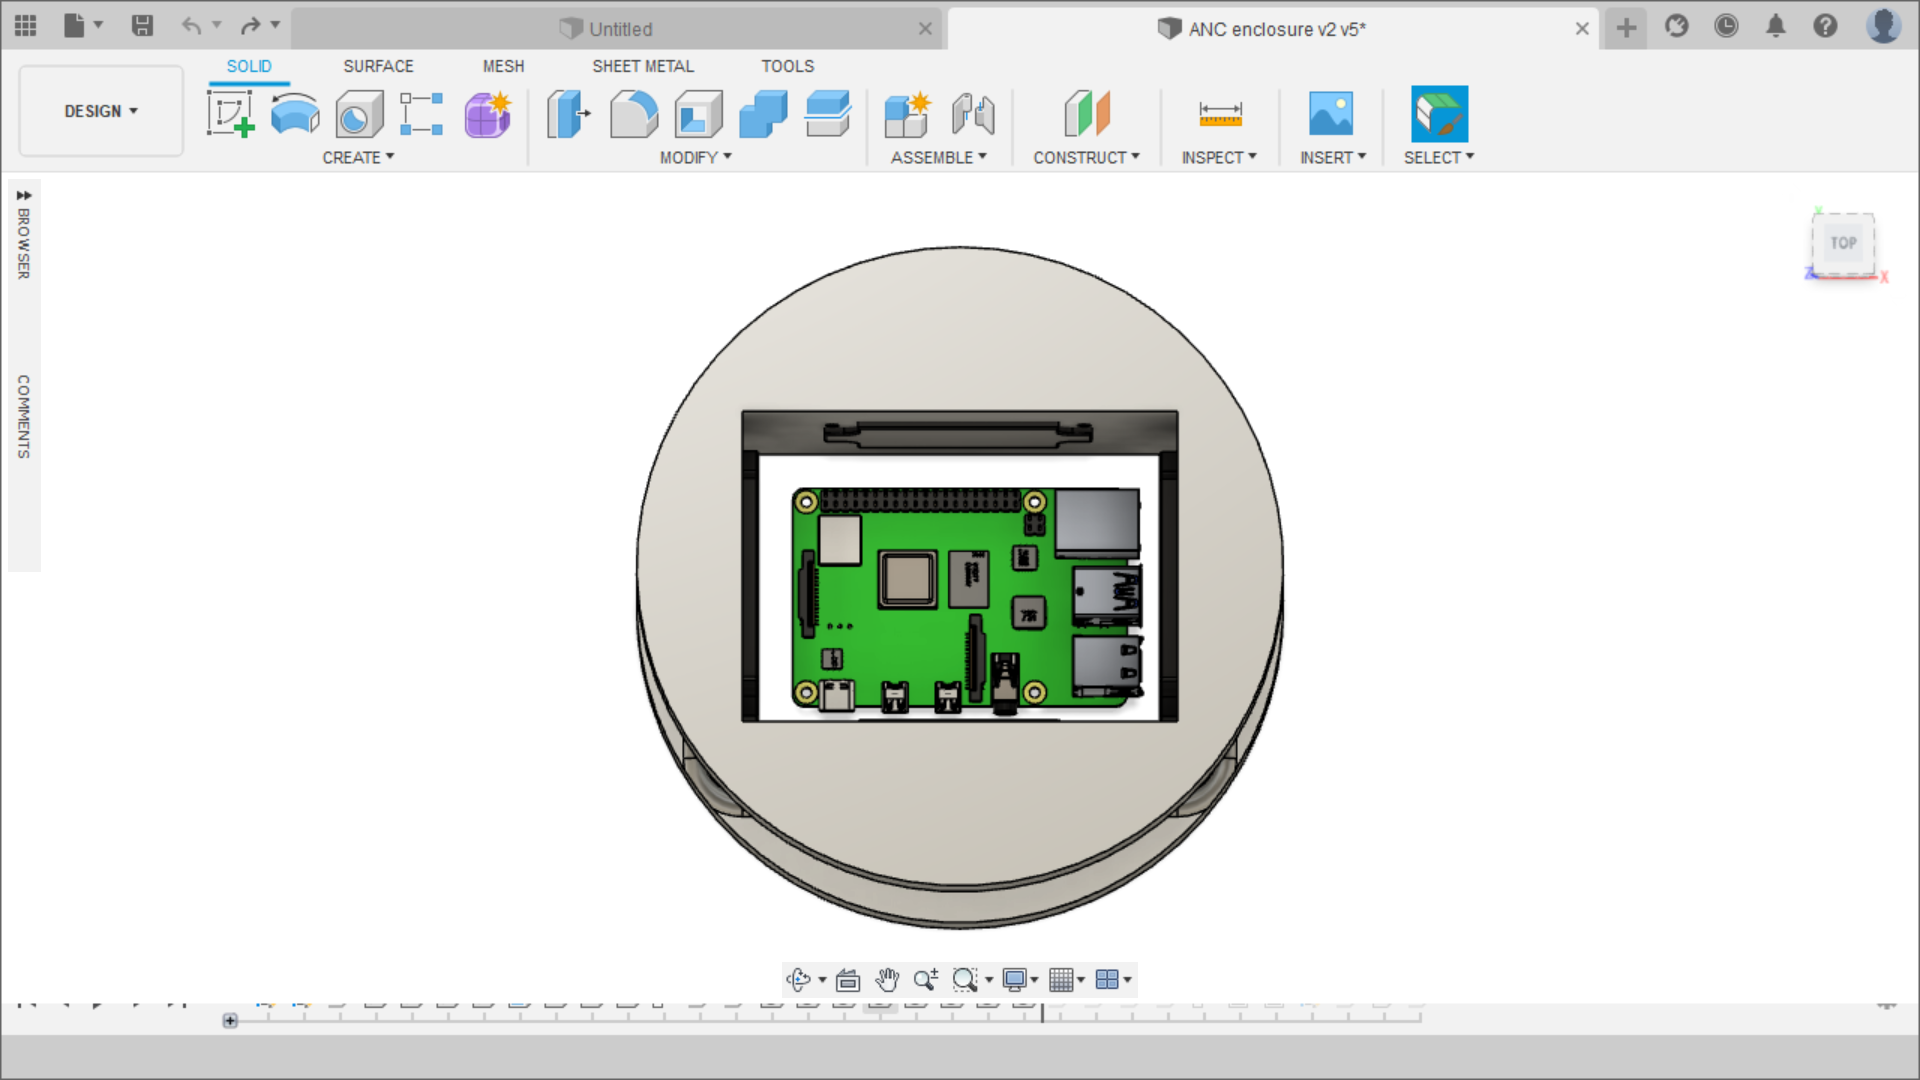 Untitled
ANC enclosure v2 v5*
SOLID
SURFACE
MESH
SHEET METAL
TOOLS
DESIGN
CREATE
MODIFY
ASSEMBLE
CONSTRUCT
INSPECT
INSERT
SELECT
BROWSER
COMMENTS
Y
TOP
Z
X